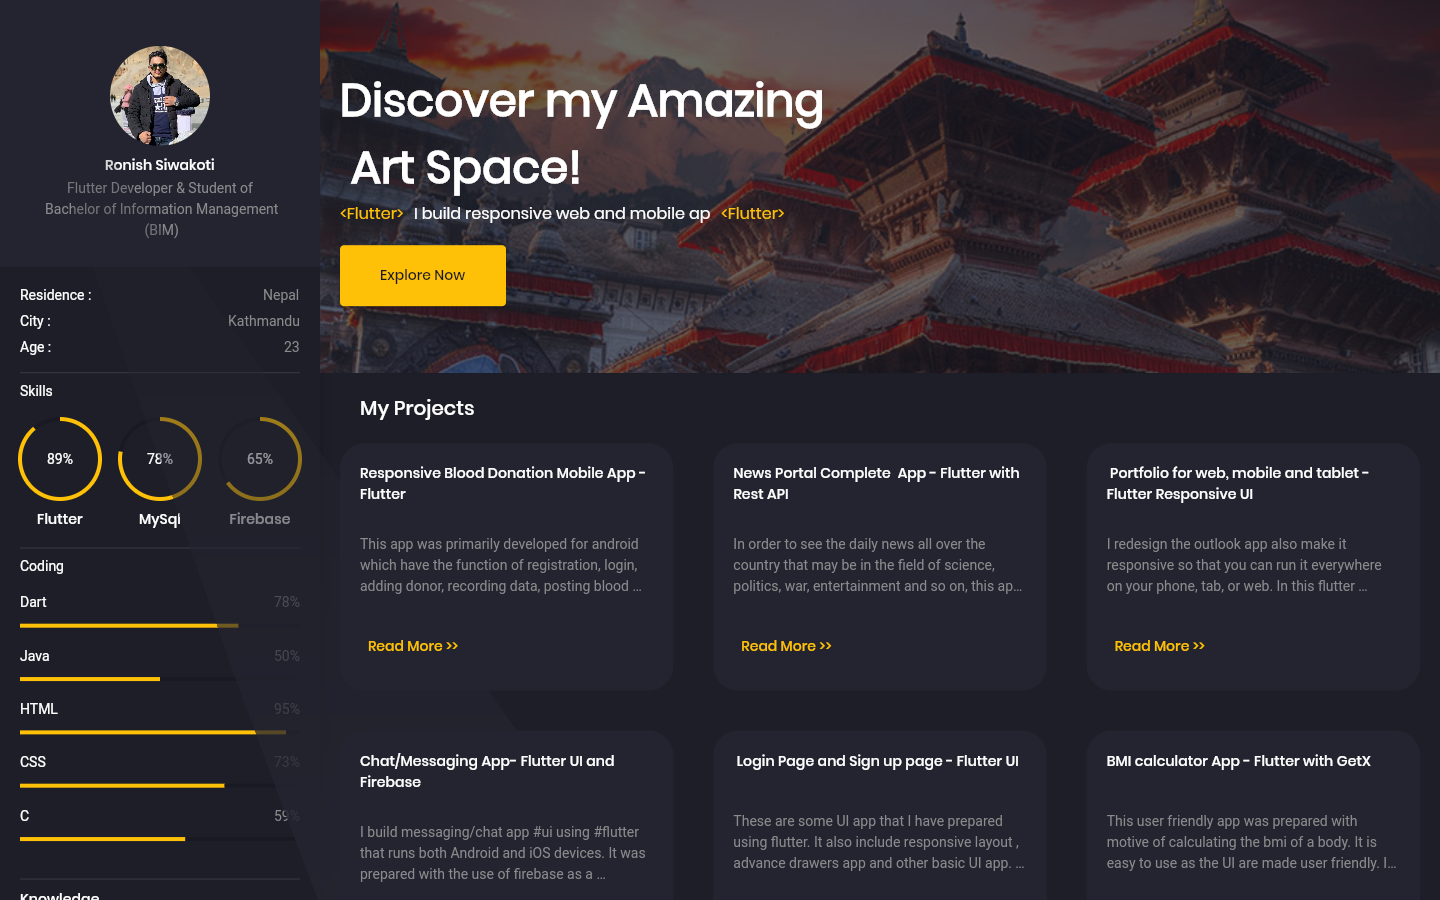 Ronish Siwakoti
Flutter Developer & Student of
Bachelor of Information Management
(BIM)
Residence :
Nepal
City :
Kathmandu
Age :
23
Skills
89%
78%
65%
Flutter
MySql
Firebase
Coding
Dart
78%
Java
50%
HTML
95%
CSS
73%
C
59%
Knowledge
Discover my Amazing
Art Space!
<Flutter> I build responsive web and mobile ap <Flutter>
Explore Now
My Projects
Responsive Blood Donation Mobile App -
Flutter
This app was primarily developed for android
which have the function of registration, login,
adding donor, recording data, posting blood ...
Read More >>
News Portal Complete  App - Flutter with
Rest API
In order to see the daily news all over the
country that may be in the field of science,
politics, war, entertainment and so on, this ap...
Read More >>
Portfolio for web, mobile and tablet -
Flutter Responsive UI
I redesign the outlook app also make it
responsive so that you can run it everywhere
on your phone, tab, or web. In this flutter ...
Read More >>
Chat/Messaging App- Flutter UI and
Firebase
I build messaging/chat app #ui using #flutter
that runs both Android and iOS devices. It was
prepared with the use of firebase as a ...
Login Page and Sign up page - Flutter UI
These are some UI app that I have prepared
using flutter. It also include responsive layout ,
advance drawers app and other basic UI app. ...
BMI calculator App - Flutter with GetX
This user friendly app was prepared with
motive of calculating the bmi of a body. It is
easy to use as the UI are made user friendly. I...